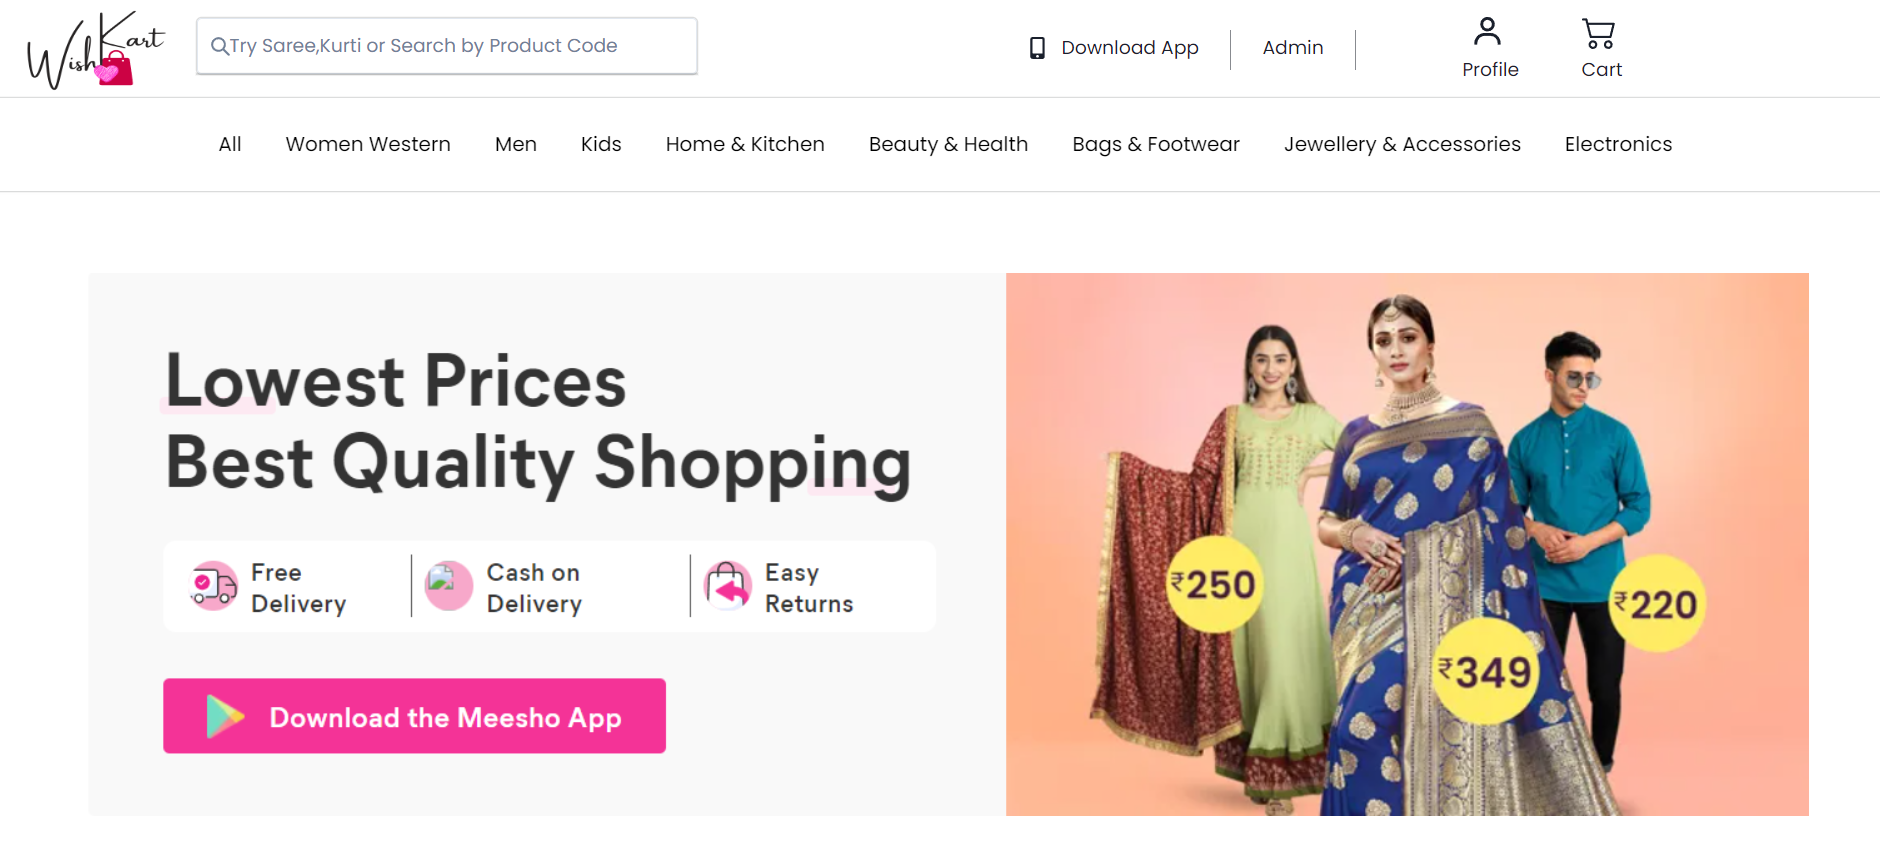 Wish Kart
Try Saree,Kurti or Search by Product Code
Download App
Admin
Profile
Cart
All
Women Western
Men
Kids
Home & Kitchen
Beauty & Health
Bags & Footwear
Jewellery & Accessories
Electronics
Lowest Prices
Best Quality Shopping
Free
Delivery
Cash on
Delivery
Easy
Returns
Download the Meesho App
₹250
₹349
₹220